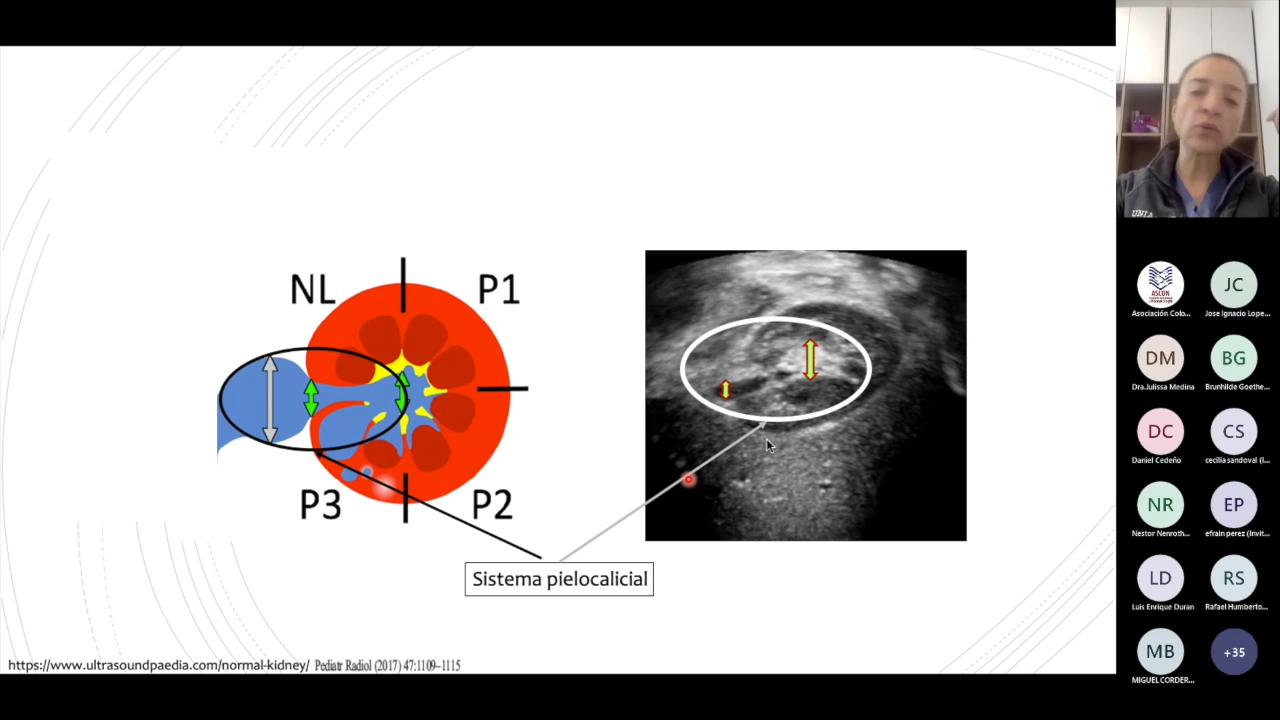 NL
P1
P3
P2
Sistema pielocalicial
https://www.ultrasoundpaedia.com/normal-kidney/ Pediatr Radiol (2017) 47:1109–1115
ASCON
Asociación Colo...
JC
Jose Ignacio Lope...
DM
Dra.Julissa Medina
BG
Brunhilde Goethe...
DC
Daniel Cedeño
CS
cecilia sandoval (I...
NR
Nestor Nenroth...
EP
efrain perez (Invit...
LD
Luis Enrique Duran
RS
Rafael Humberto...
MB
MIGUEL CORDER...
+35